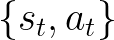 {s_t, a_t}